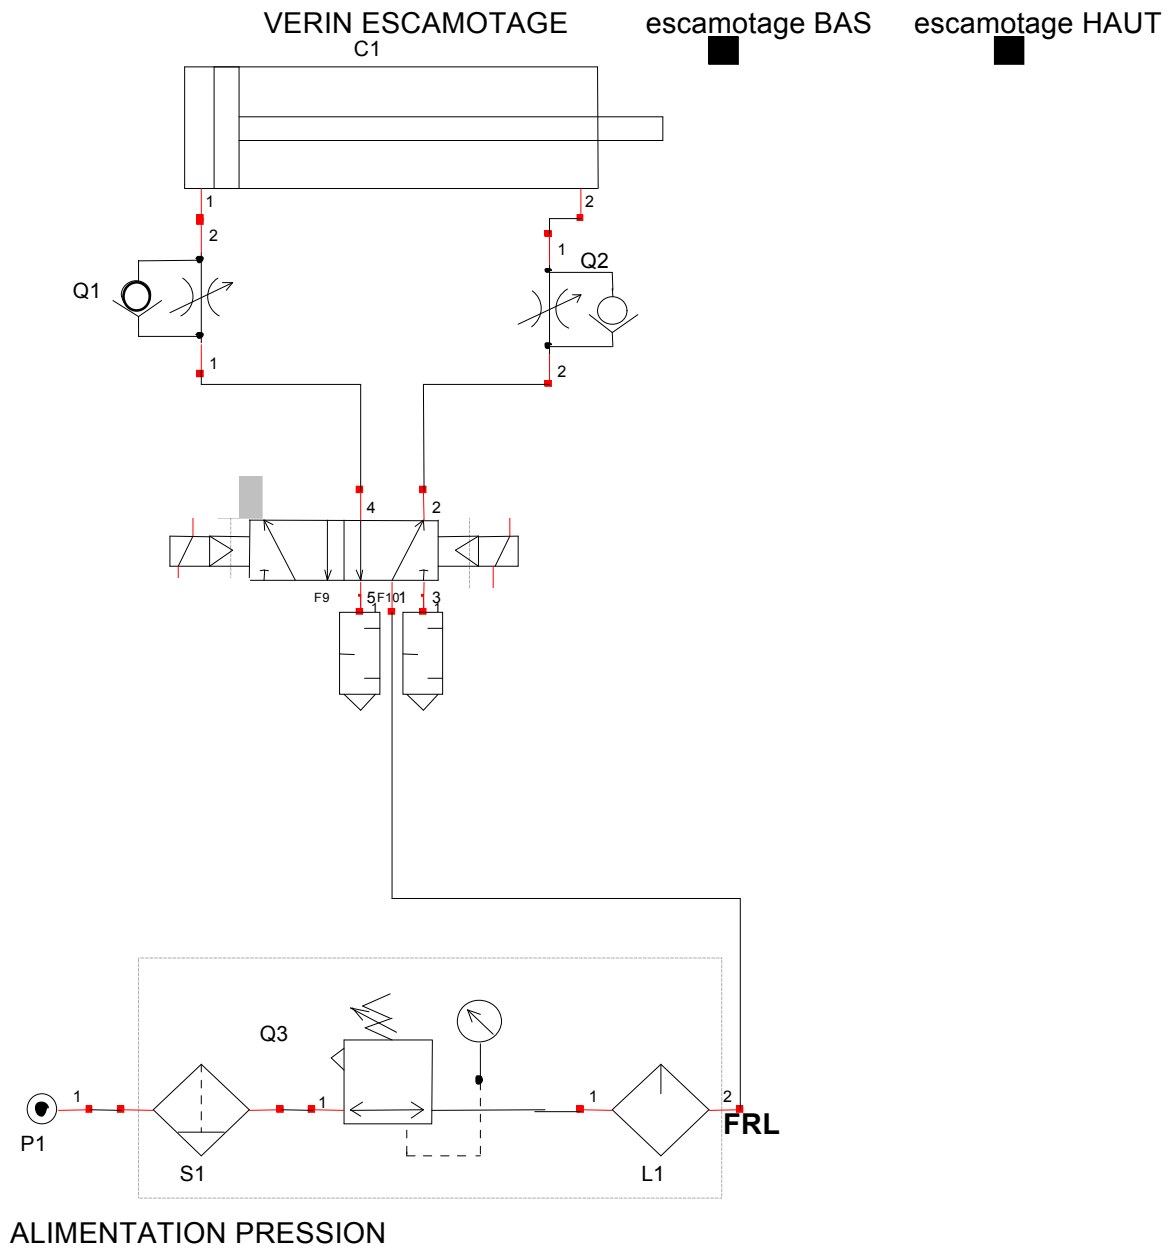 VERIN ESCAMOTAGE escamotage BAS escamotage HAUT
C1
1 2
2 1
Q1 Q2
1 2
4 2
F9 5 F10 1 3
1 1
Q3
1 1 1 2
P1 FRL
S1 L1
ALIMENTATION PRESSION